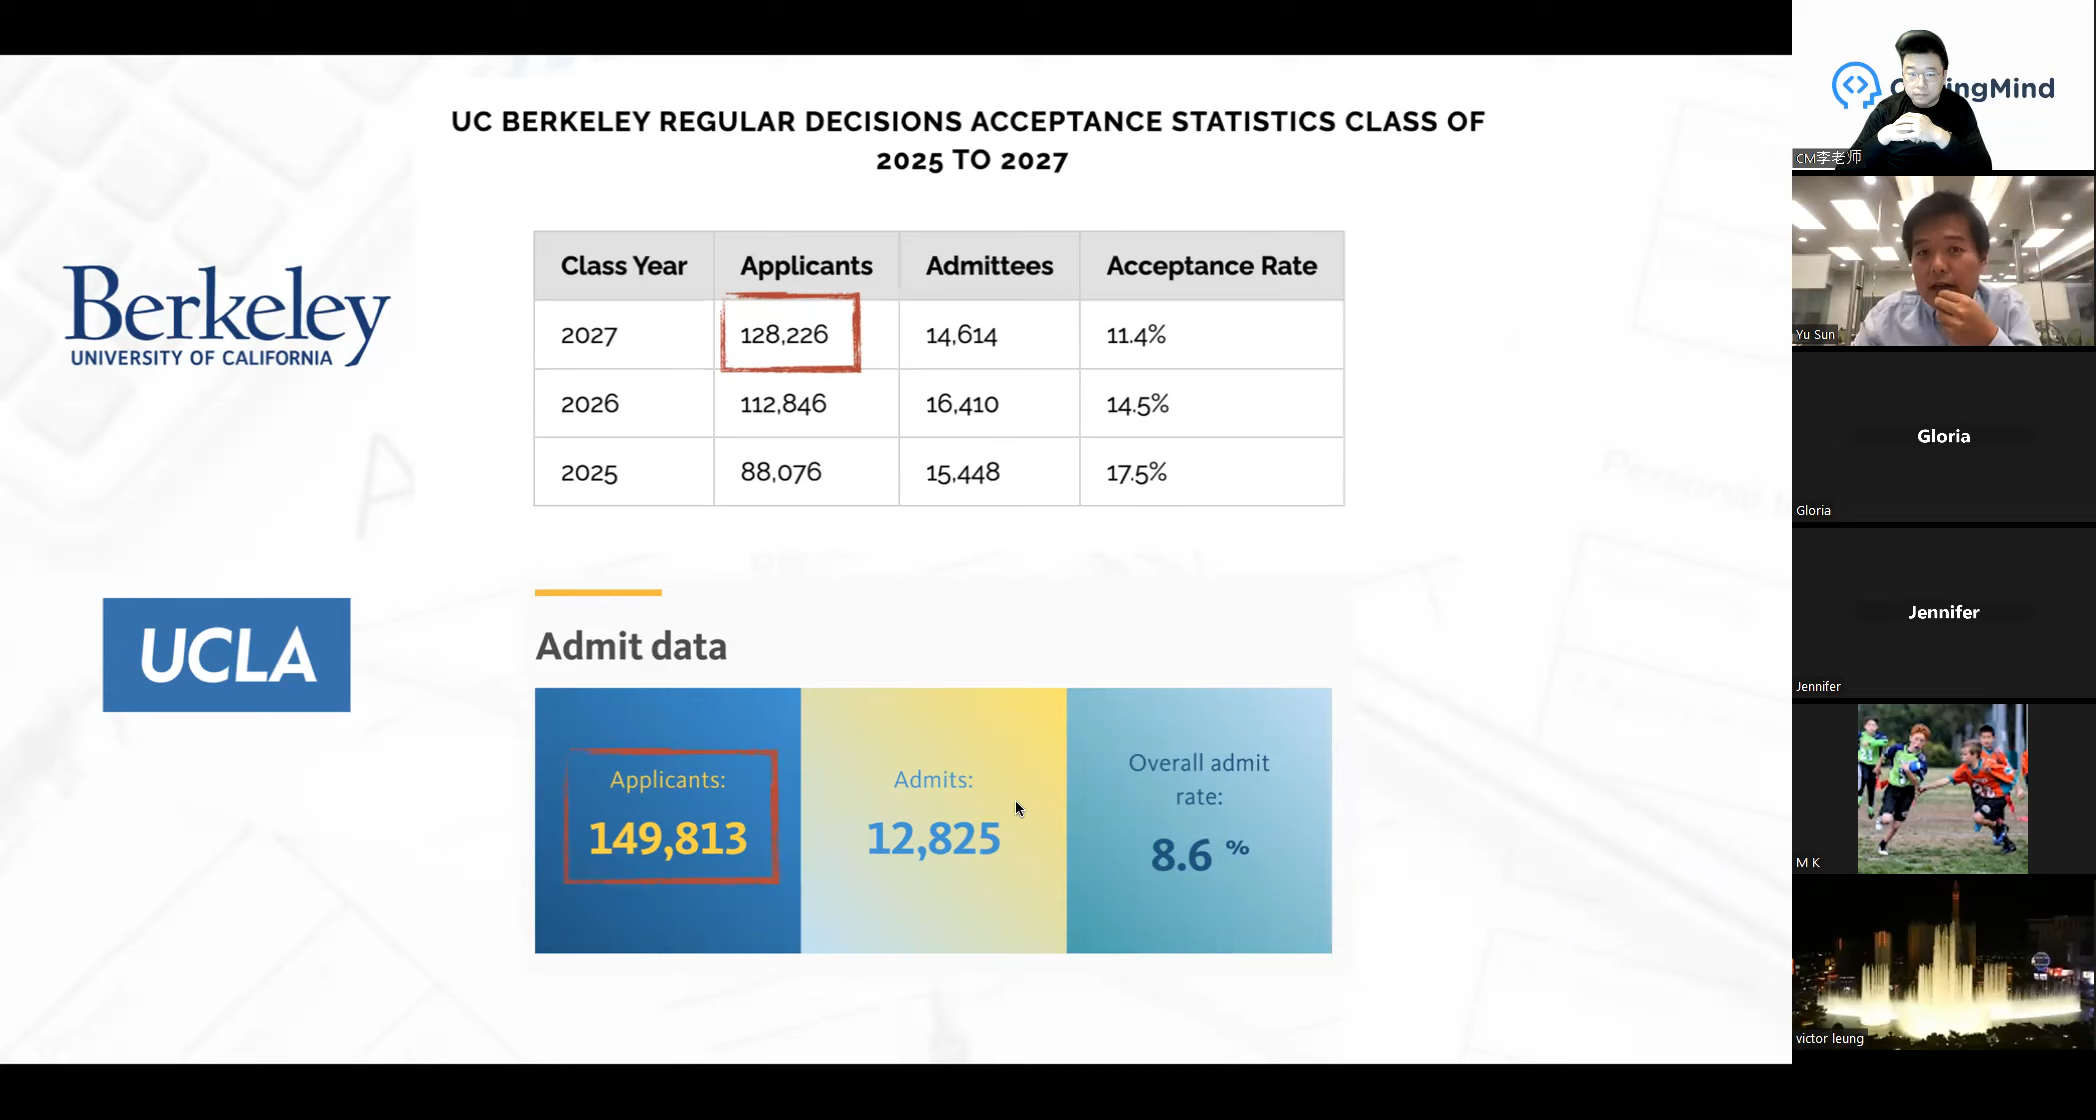 UC BERKELEY REGULAR DECISIONS ACCEPTANCE STATISTICS CLASS OF
2025 TO 2027
Berkeley
UNIVERSITY OF CALIFORNIA
Class Year Applicants Admittees Acceptance Rate
2027 128,226 14,614 11.4%
2026 112,846 16,410 14.5%
2025 88,076 15,448 17.5%
UCLA
Admit data
Applicants:
149,813
Admits:
12,825
Overall admit
rate:
8.6 %
CM李老师
Yu Sun
Gloria
Gloria
Jennifer
Jennifer
M K
victor leung